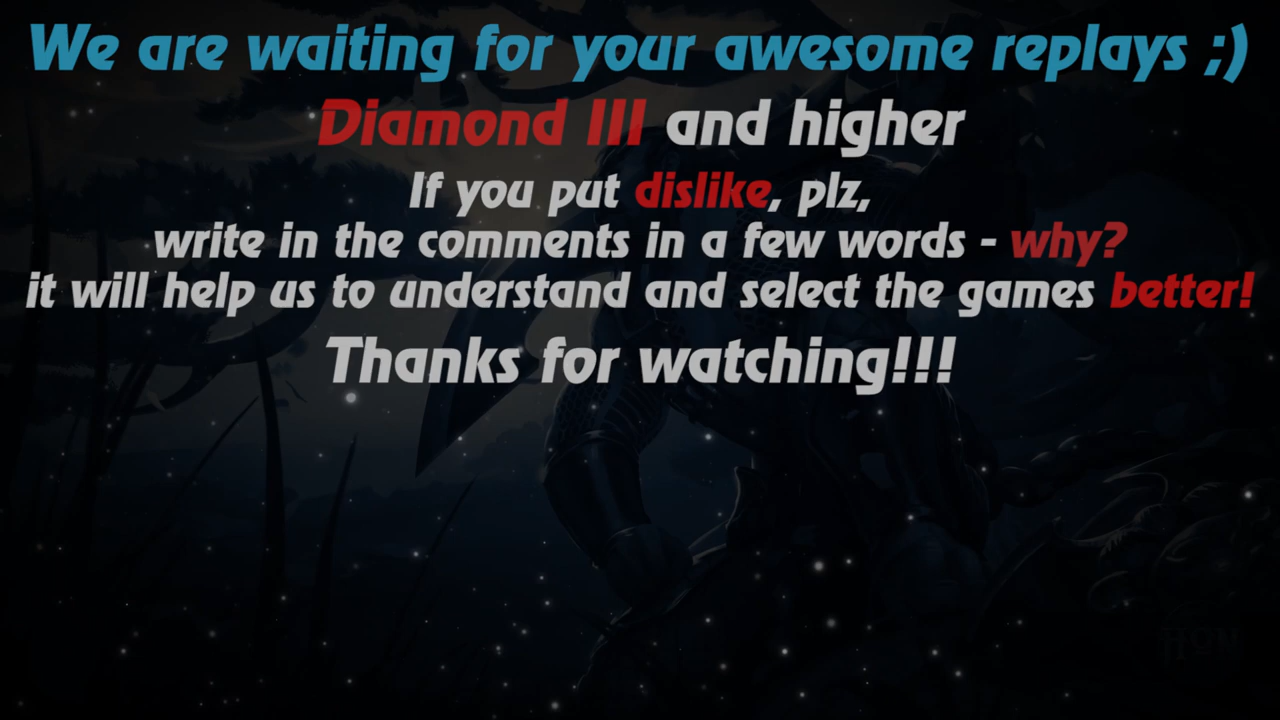 We are waiting for your awesome replays ;)
Diamond III and higher
If you put dislike, plz,
write in the comments in a few words - why?
it will help us to understand and select the games better!
Thanks for watching!!!